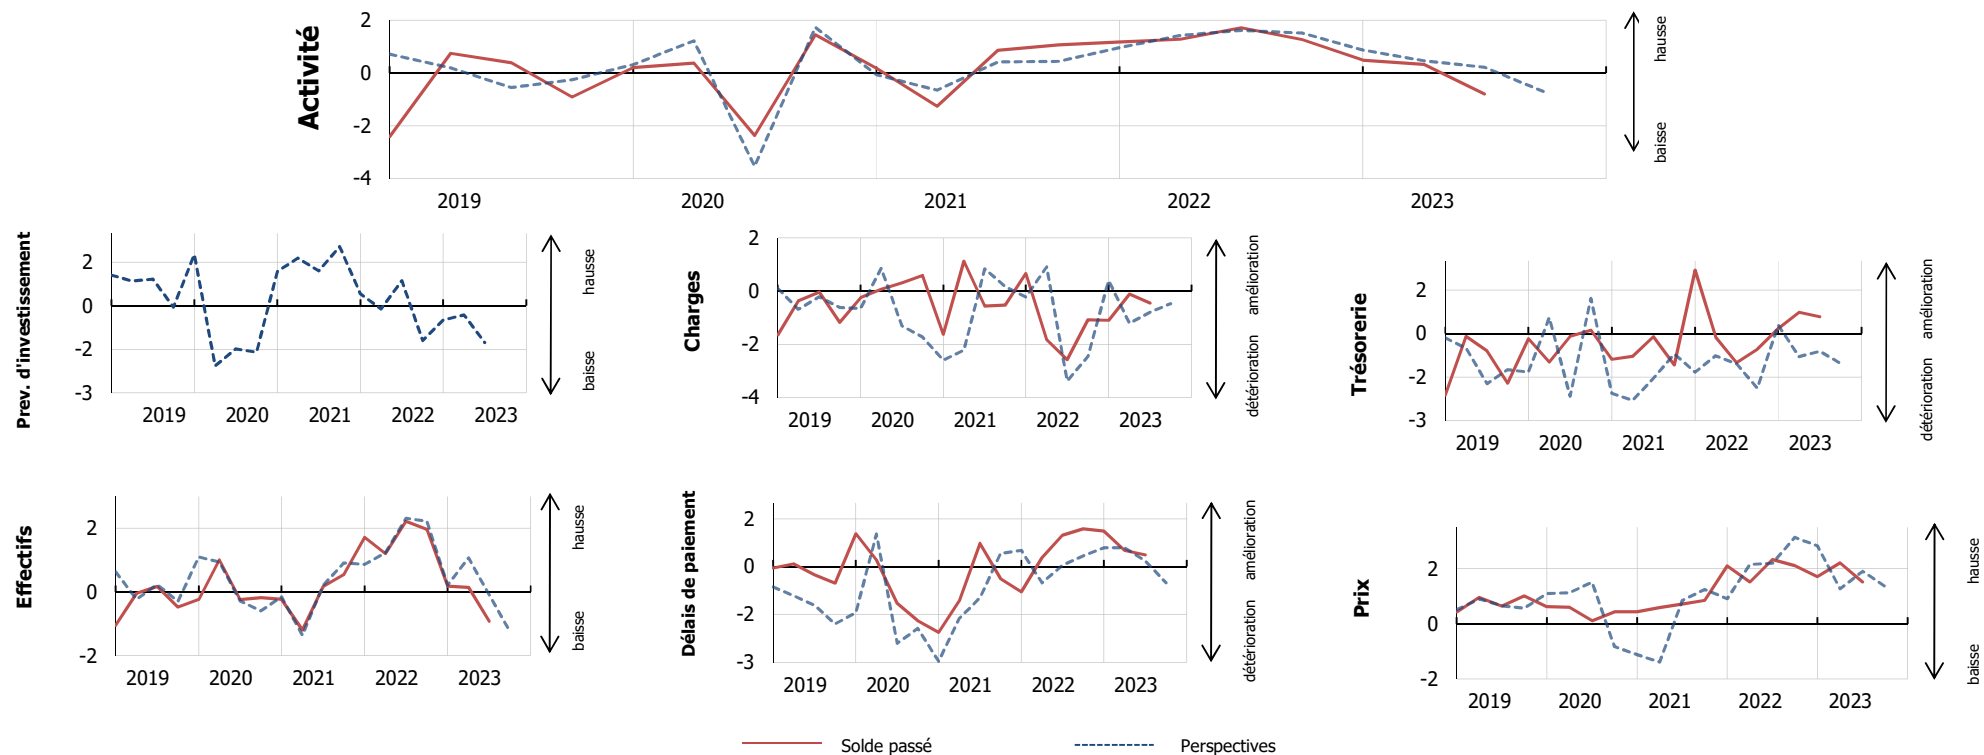 Activité
2
0
-2
-4
2019 2020 2021 2022 2023
hausse
baisse
Prev. d'investissement
2
0
-2
-3
2019 2020 2021 2022 2023
hausse
baisse
Charges
2
0
-2
-4
2019 2020 2021 2022 2023
amélioration
détérioration
Trésorerie
2
0
-2
-3
2019 2020 2021 2022 2023
amélioration
détérioration
Effectifs
2
0
-2
2019 2020 2021 2022 2023
hausse
baisse
Délais de paiement
2
0
-2
-3
2019 2020 2021 2022 2023
amélioration
détérioration
Prix
2
0
-2
2019 2020 2021 2022 2023
hausse
baisse
Solde passé Perspectives